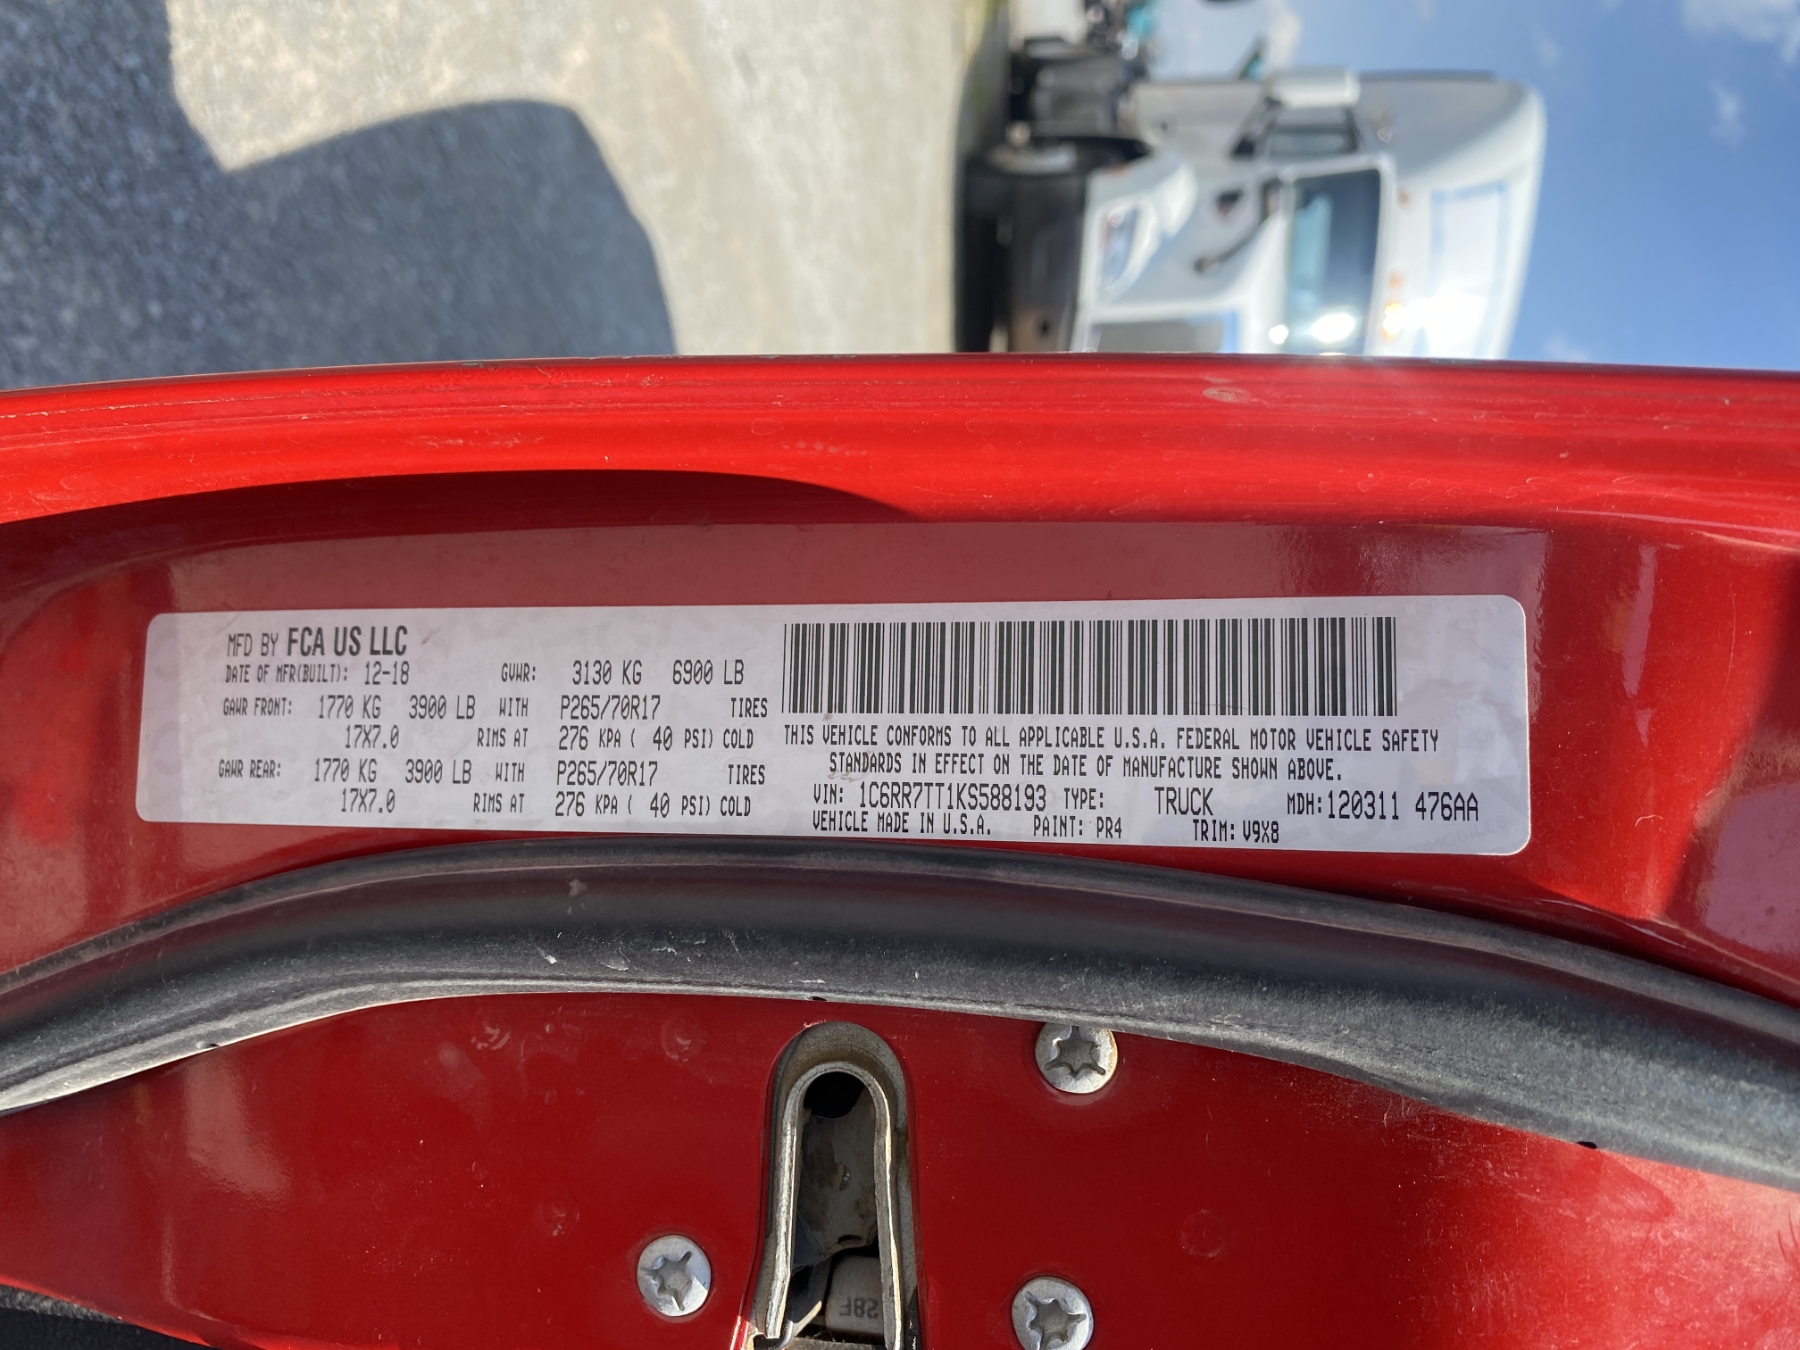 MFD BY FCA US LLC
DATE OF MFR(BUILT): 12-18 GVWR: 3130 KG 6900 LB
GAWR FRONT: 1770 KG 3900 LB WITH P265/70R17 TIRES
17X7.0 RIMS AT 276 KPA ( 40 PSI) COLD
GAWR REAR: 1770 KG 3900 LB WITH P265/70R17 TIRES
17X7.0 RIMS AT 276 KPA ( 40 PSI) COLD
THIS VEHICLE CONFORMS TO ALL APPLICABLE U.S.A. FEDERAL MOTOR VEHICLE SAFETY
STANDARDS IN EFFECT ON THE DATE OF MANUFACTURE SHOWN ABOVE.
VIN: 1C6RR7TT1KS588193 TYPE: TRUCK MDH: 120311 476AA
VEHICLE MADE IN U.S.A. PAINT: PR4 TRIM: V9X8
28F